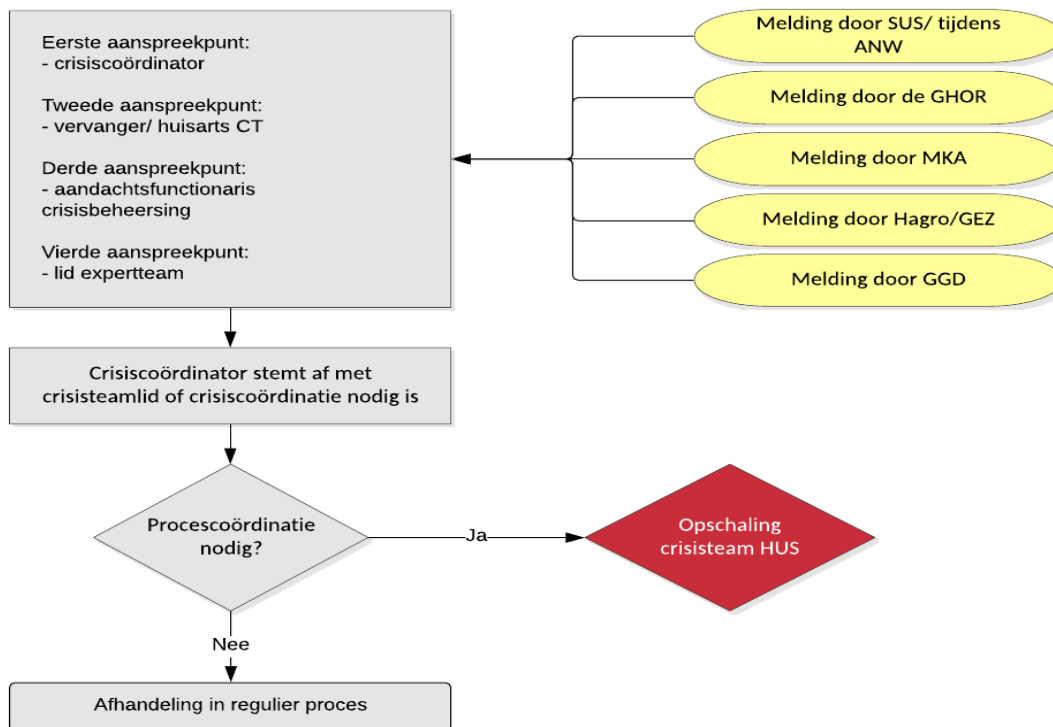 Eerste aanspreekpunt:
- crisiscoördinator
Tweede aanspreekpunt:
- vervanger/ huisarts CT
Derde aanspreekpunt:
- aandachtsfunctionaris
crisisbeheersing
Vierde aanspreekpunt:
- lid expertteam
Melding door SUS/ tijdens
ANW
Melding door de GHOR
Melding door MKA
Melding door Hagro/GEZ
Melding door GGD
Crisiscoördinator stemt af met
crisisteamlid of crisiscoördinatie nodig is
Procescoördinatie
nodig?
Ja
Opschaling
crisisteam HUS
Nee
Afhandeling in regulier proces